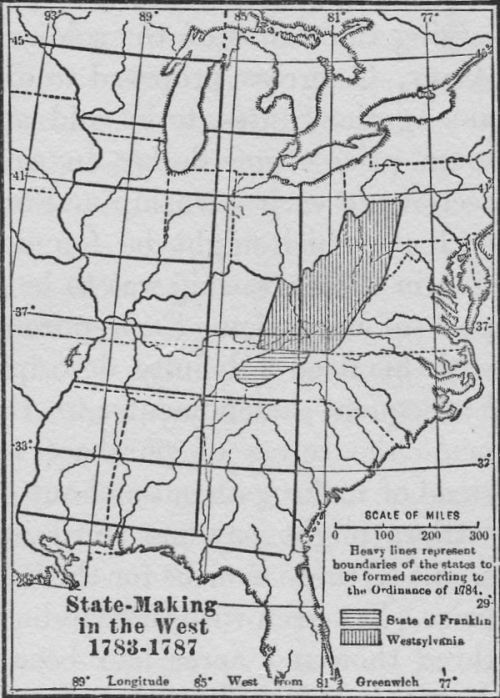 93° 89° 85° 81° 77°
45° 45°
41° 41°
37° 37°
33° 33°
SCALE OF MILES
0 100 200 300
Heavy lines represent
boundaries of the states to
be formed according to
the Ordinance of 1784.
29°
State-Making
in the West
1783-1787
State of Franklin
Westsylvania
89° Longitude 85° West from 81° Greenwich 77°